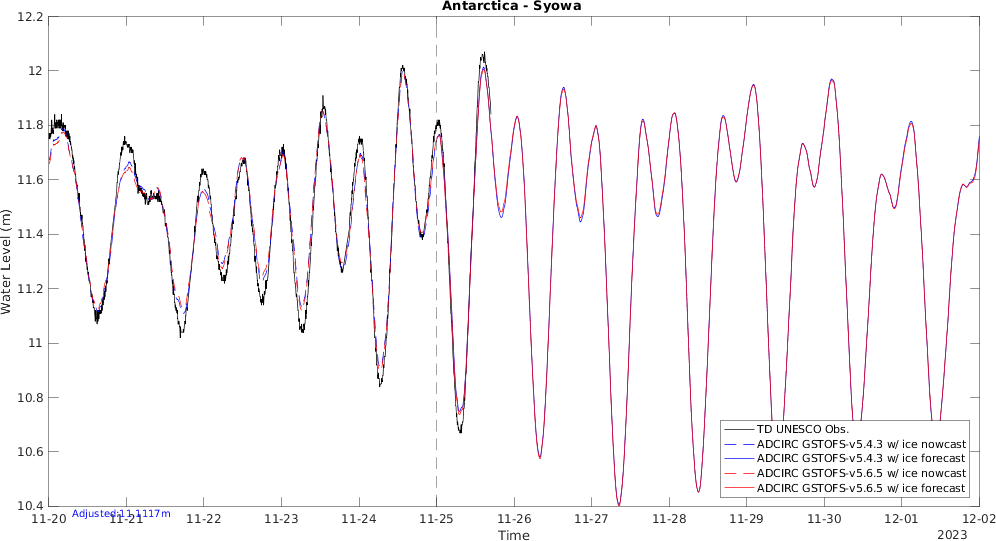 Antarctica - Syowa
Water Level (m)
12.2
12
11.8
11.6
11.4
11.2
11
10.8
10.6
10.4
TD UNESCO Obs.
ADCIRC GSTOFS-v5.4.3 w/ ice nowcast
ADCIRC GSTOFS-v5.4.3 w/ ice forecast
ADCIRC GSTOFS-v5.6.5 w/ ice nowcast
ADCIRC GSTOFS-v5.6.5 w/ ice forecast
Adjusted:11.1117m
11-20 11-21 11-22 11-23 11-24 11-25 11-26 11-27 11-28 11-29 11-30 12-01 12-02
Time
2023